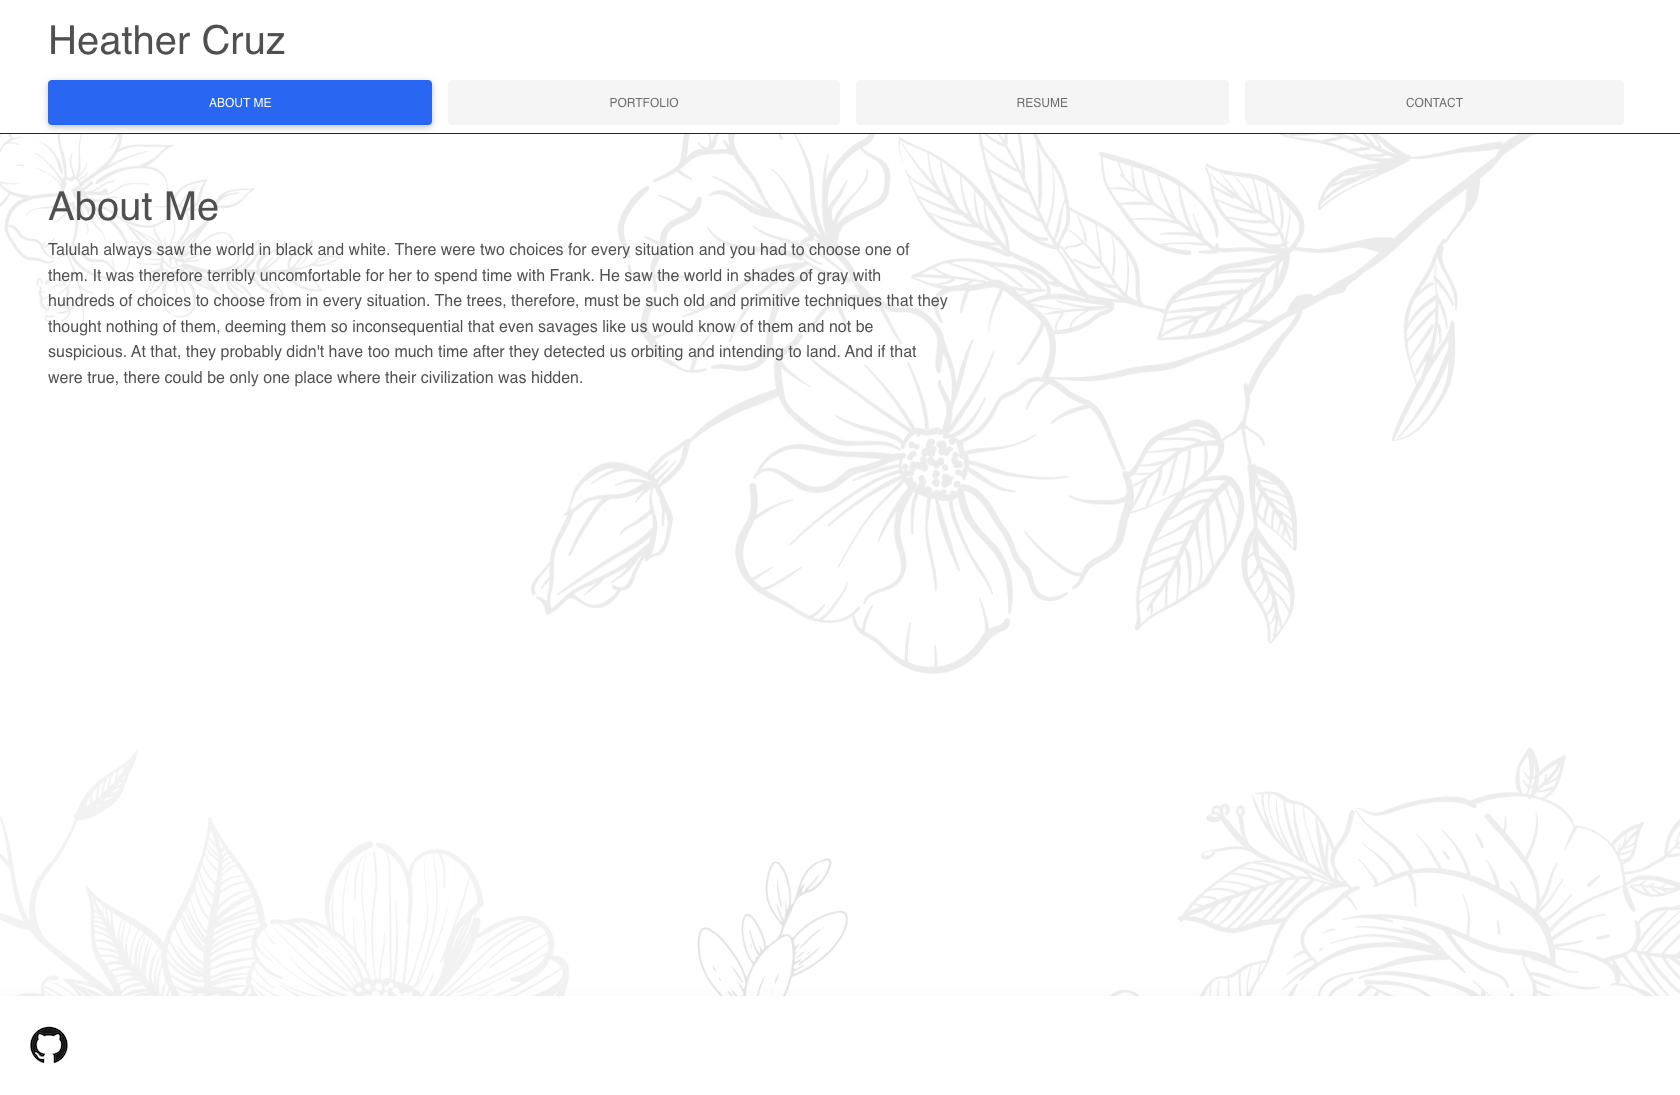 Heather Cruz
ABOUT ME
PORTFOLIO
RESUME
CONTACT
About Me
Talulah always saw the world in black and white. There were two choices for every situation and you had to choose one of
them. It was therefore terribly uncomfortable for her to spend time with Frank. He saw the world in shades of gray with
hundreds of choices to choose from in every situation. The trees, therefore, must be such old and primitive techniques that they
thought nothing of them, deeming them so inconsequential that even savages like us would know of them and not be
suspicious. At that, they probably didn't have too much time after they detected us orbiting and intending to land. And if that
were true, there could be only one place where their civilization was hidden.